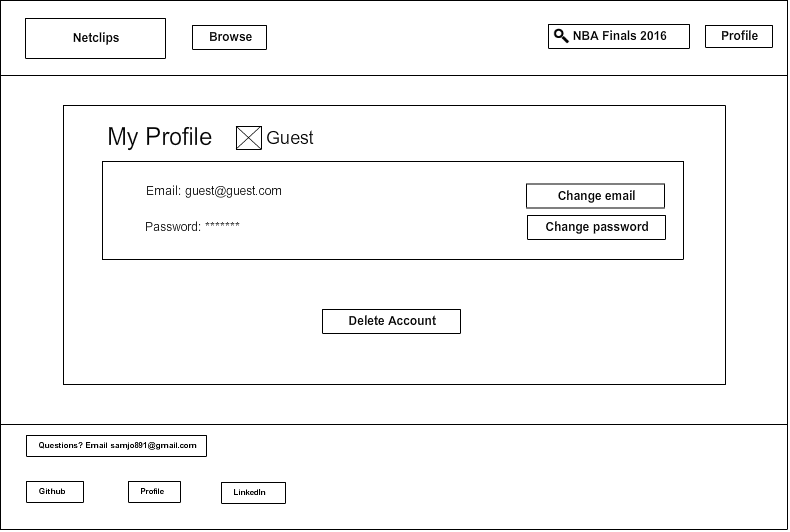 Netclips
Browse
NBA Finals 2016
Profile
My Profile
Guest
Email: guest@guest.com
Change email
Password: *******
Change password
Delete Account
Questions? Email samjo891@gmail.com
Github
Profile
LinkedIn